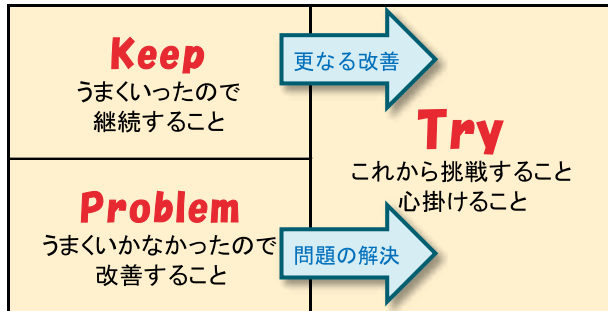 Keep
うまくいったので
継続すること
更なる改善
Problem
うまくいかなかったので
改善すること
問題の解決
Try
これから挑戦すること
心掛けること